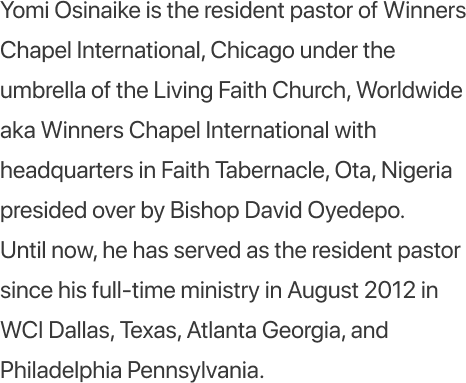 Yomi Osinaike is the resident pastor of Winners
Chapel International, Chicago under the
umbrella of the Living Faith Church, Worldwide
aka Winners Chapel International with
headquarters in Faith Tabernacle, Ota, Nigeria
presided over by Bishop David Oyedepo.
Until now, he has served as the resident pastor
since his full-time ministry in August 2012 in
WCI Dallas, Texas, Atlanta Georgia, and
Philadelphia Pennsylvania.